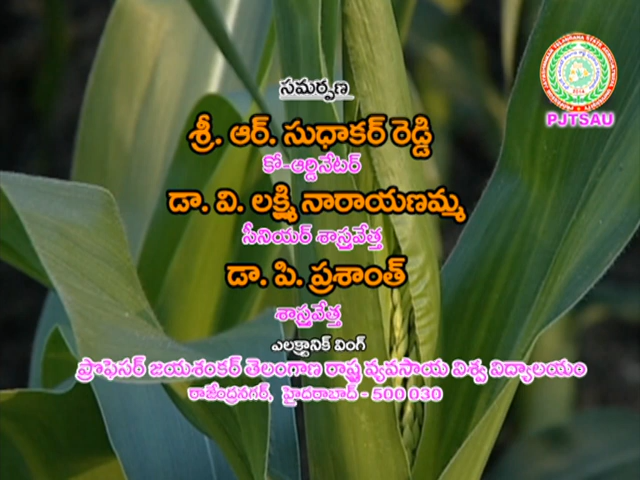 సమర్పణ
శ్రీ. ఆర్. సుధాకర్ రెడ్డి
కో-ఆర్డినేటర్
డా. వి. లక్ష్మి నారాయణమ్మ
సీనియర్ శాస్త్రవేత్త
డా. పి. ప్రశాంత్
శాస్త్రవేత్త
ఎలక్ట్రానిక్ వింగ్
ప్రొఫెసర్ జయశంకర్ తెలంగాణ రాష్ట్ర వ్యవసాయ విశ్వ విద్యాలయం
రాజేంద్రనగర్, హైదరాబాద్ - 500 030
PJTSAU